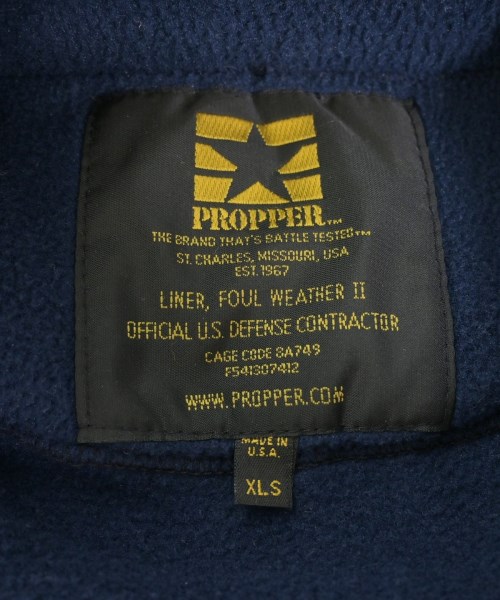 PROPPER™
THE BRAND THAT'S BATTLE TESTED™
ST. CHARLES, MISSOURI, USA
EST. 1967
LINER, FOUL WEATHER II
OFFICIAL U.S. DEFENSE CONTRACTOR
CAGE CODE 8A749
F541307412
WWW.PROPPER.COM
MADE IN
U.S.A.
XLS